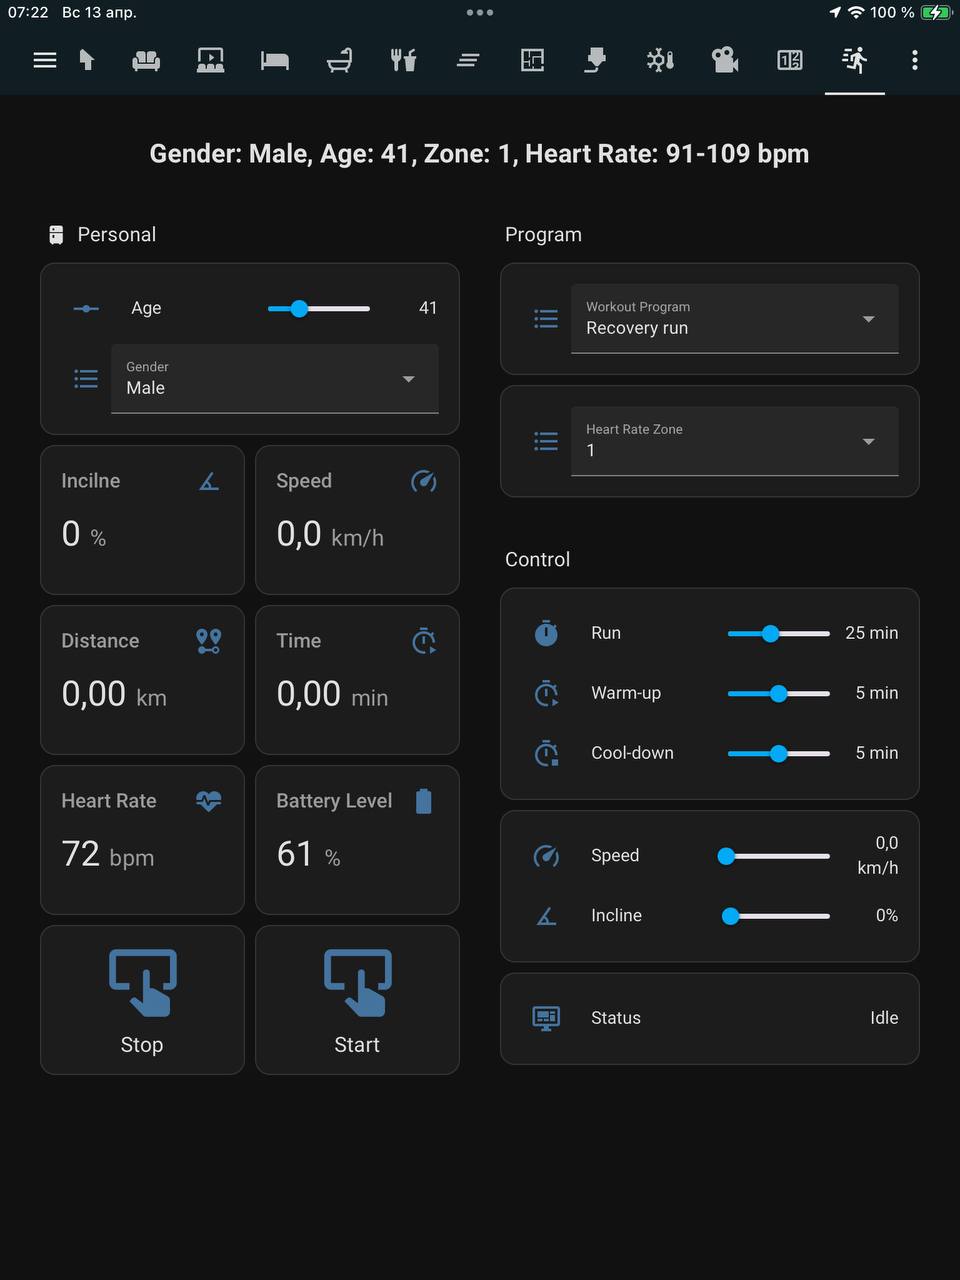 07:22 Вс 13 апр.
100 %
Gender: Male, Age: 41, Zone: 1, Heart Rate: 91-109 bpm
Personal
Age
41
Gender
Male
Incilne
0 %
Speed
0,0 km/h
Distance
0,00 km
Time
0,00 min
Heart Rate
72 bpm
Battery Level
61 %
Stop
Start
Program
Workout Program
Recovery run
Heart Rate Zone
1
Control
Run
25 min
Warm-up
5 min
Cool-down
5 min
Speed
0,0
km/h
Incline
0%
Status
Idle